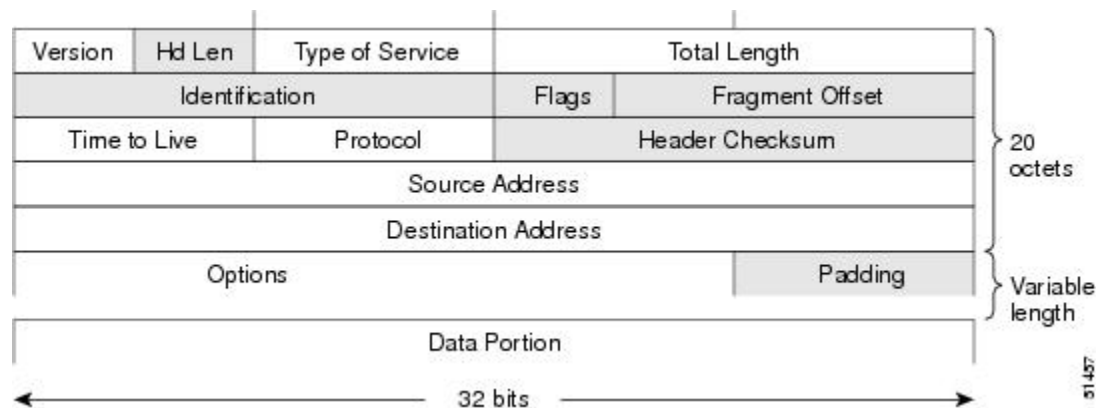 Version Hd Len Type of Service Total Length
Identification Flags Fragment Offset
Time to Live Protocol Header Checksum
20
octets
Source Address
Destination Address
Options Padding
Variable
length
Data Portion
32 bits
51457